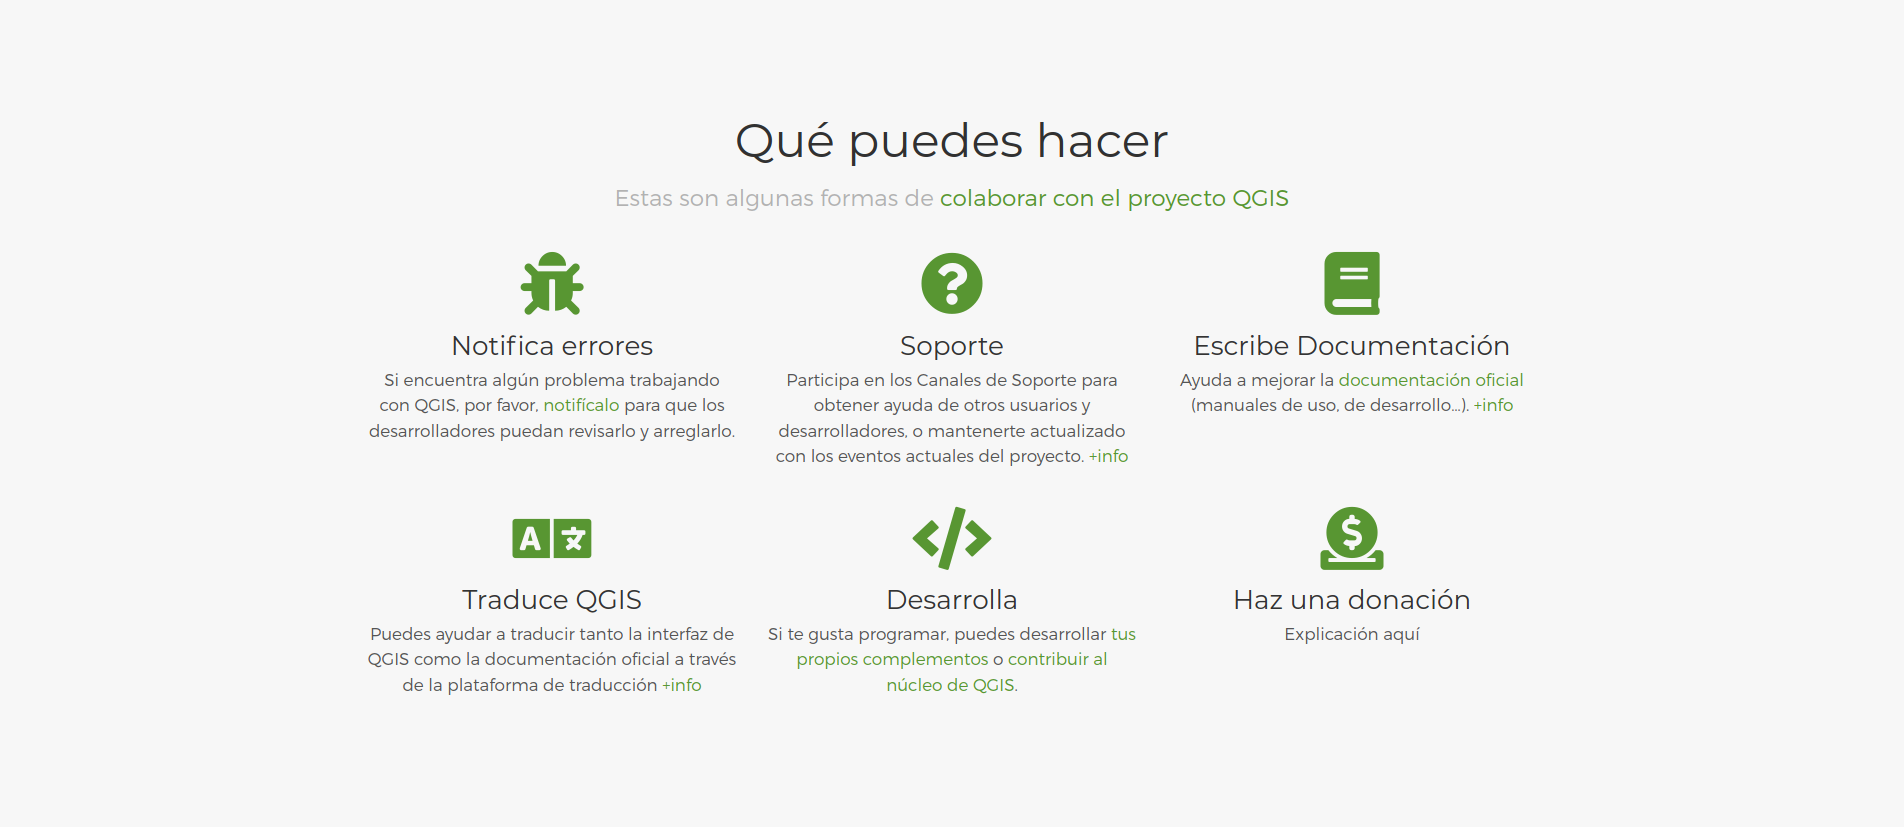 Qué puedes hacer
Estas son algunas formas de colaborar con el proyecto QGIS
Notifica errores
Si encuentra algún problema trabajando
con QGIS, por favor, notifícalo para que los
desarrolladores puedan revisarlo y arreglarlo.
Soporte
Participa en los Canales de Soporte para
obtener ayuda de otros usuarios y
desarrolladores, o mantenerte actualizado
con los eventos actuales del proyecto. +info
Escribe Documentación
Ayuda a mejorar la documentación oficial
(manuales de uso, de desarrollo...). +info
A 文
Traduce QGIS
Puedes ayudar a traducir tanto la interfaz de
QGIS como la documentación oficial a través
de la plataforma de traducción +info
Desarrolla
Si te gusta programar, puedes desarrollar tus
propios complementos o contribuir al
núcleo de QGIS.
Haz una donación
Explicación aquí